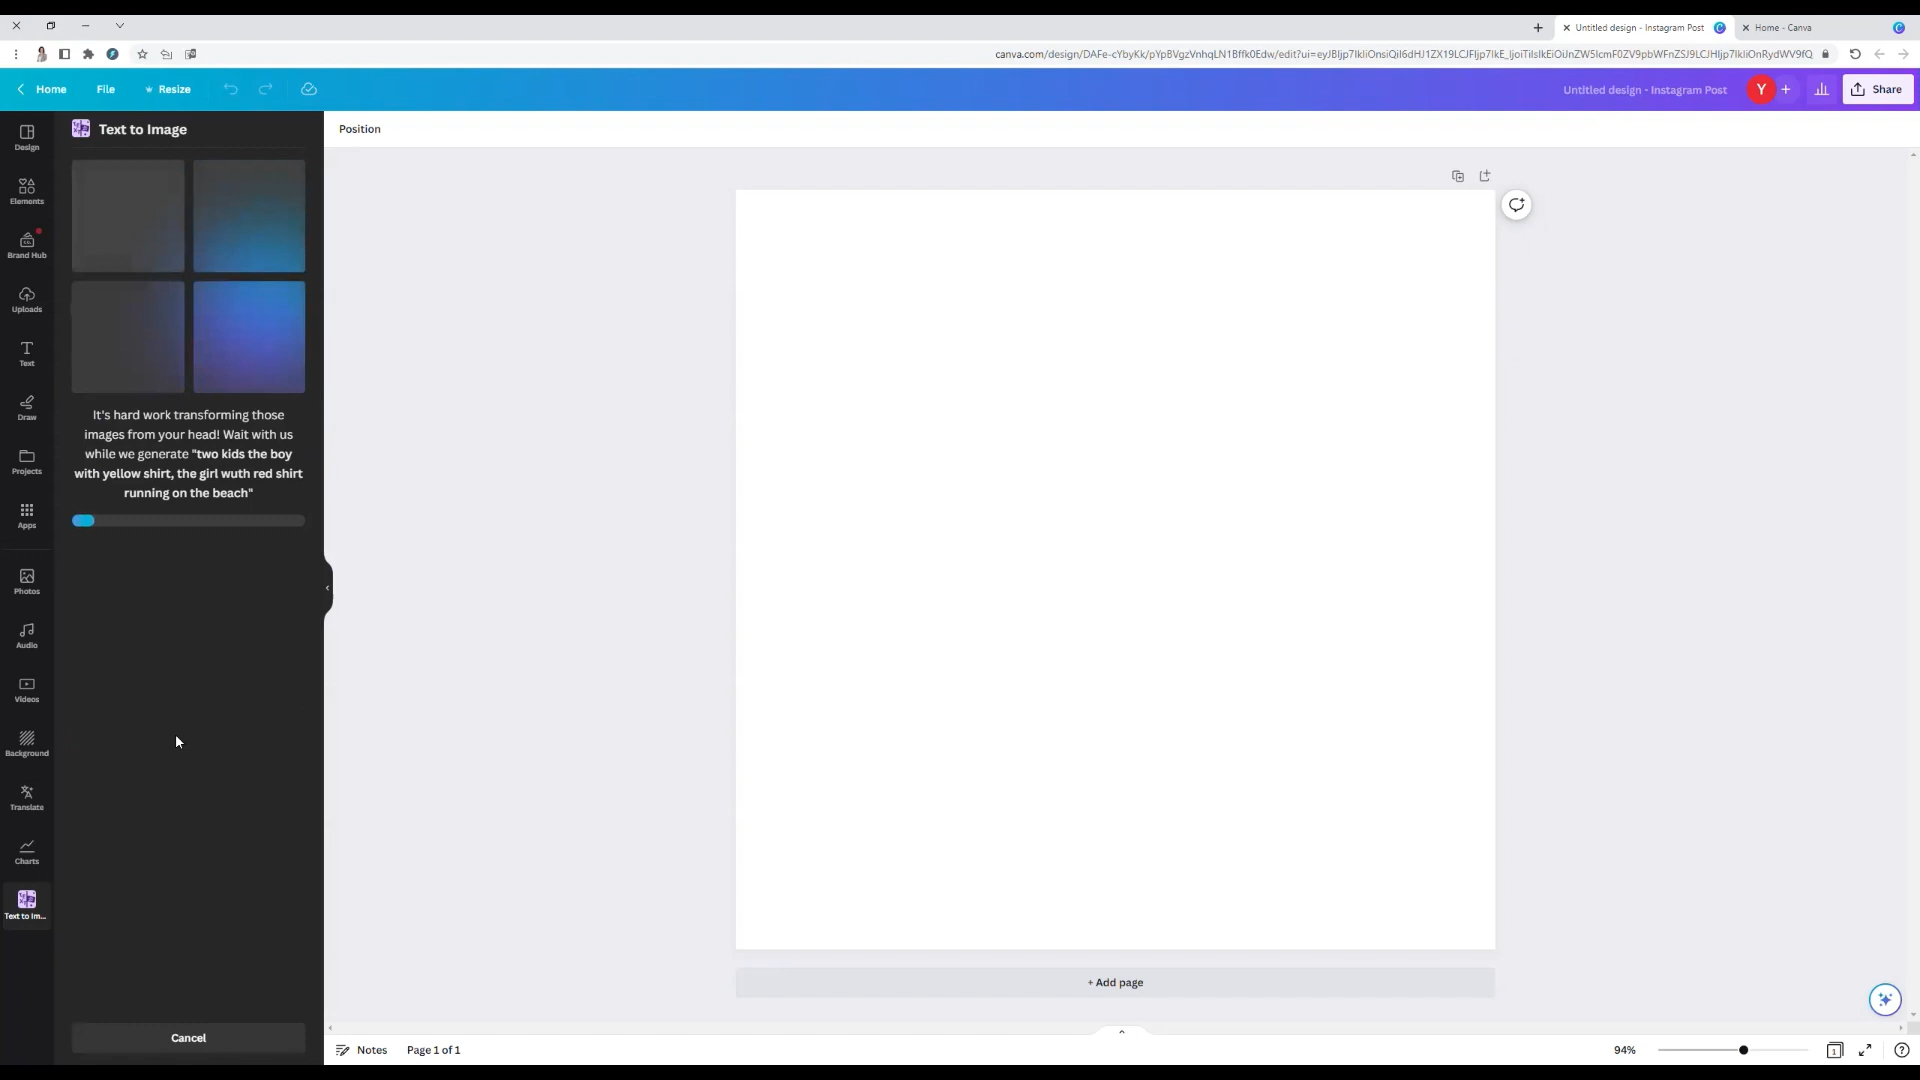 Untitled design - Instagram Post
Home - Canva
Home
File
Resize
Untitled design - Instagram Post
Y
Share
Text to Image
Position
Design
Elements
Brand Hub
Uploads
Text
Draw
Projects
Apps
Photos
Audio
Videos
Background
Translate
Charts
Text to Im...
It's hard work transforming those
images from your head! Wait with us
while we generate "two kids the boy
with yellow shirt, the girl wuth red shirt
running on the beach"
Cancel
+ Add page
Notes
Page 1 of 1
94%
1